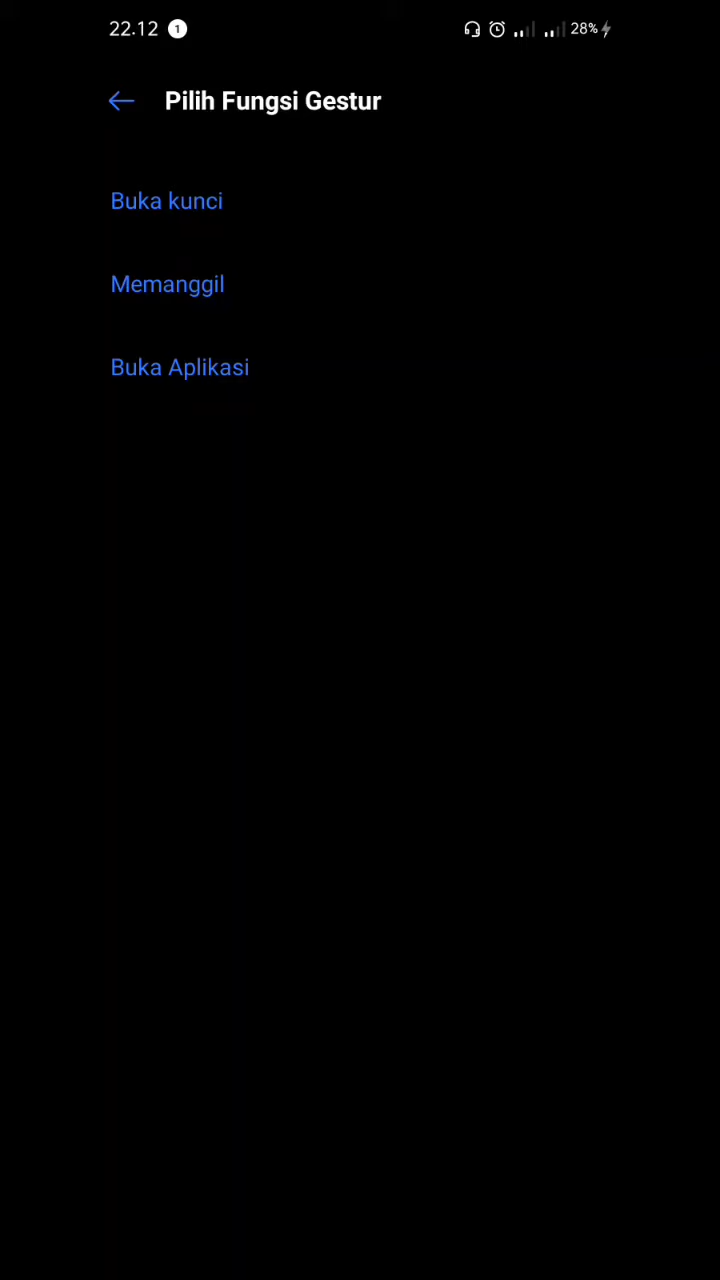 22.12 1 28%
Pilih Fungsi Gestur
Buka kunci
Memanggil
Buka Aplikasi